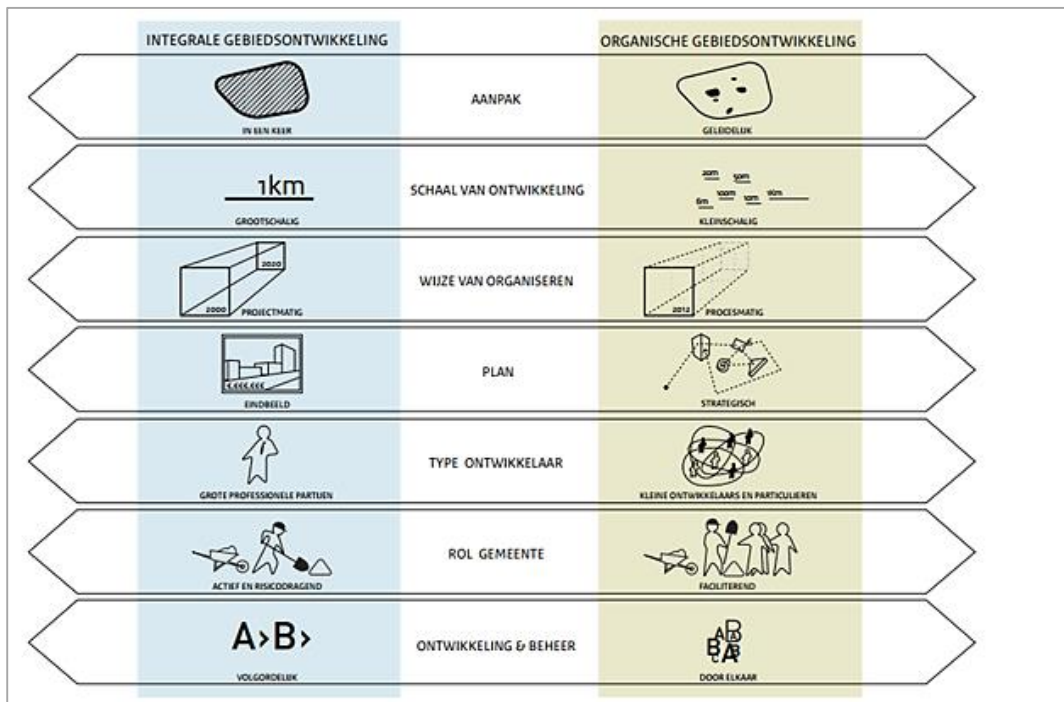 INTEGRALE GEBIEDSONTWIKKELING
ORGANISCHE GEBIEDSONTWIKKELING
AANPAK
IN EEN KEER
GELEIDELIJK
1km
SCHAAL VAN ONTWIKKELING
20m
50m
6m
100m
10m
1Km
GROOTSCHALIG
KLEINSCHALIG
2020
2000
PROJECTMATIG
WIJZE VAN ORGANISEREN
2012
PROCESMATIG
PLAN
€.€€€.€€€
EINDBEELD
STRATEGISCH
TYPE ONTWIKKELAAR
GROTE PROFESSIONELE PARTIJEN
KLEINE ONTWIKKELAARS EN PARTICULIEREN
ROL GEMEENTE
ACTIEF EN RISICODRAGEND
FACILITEREND
A›B›
ONTWIKKELING & BEHEER
VOLGORDELIJK
DOOR ELKAAR